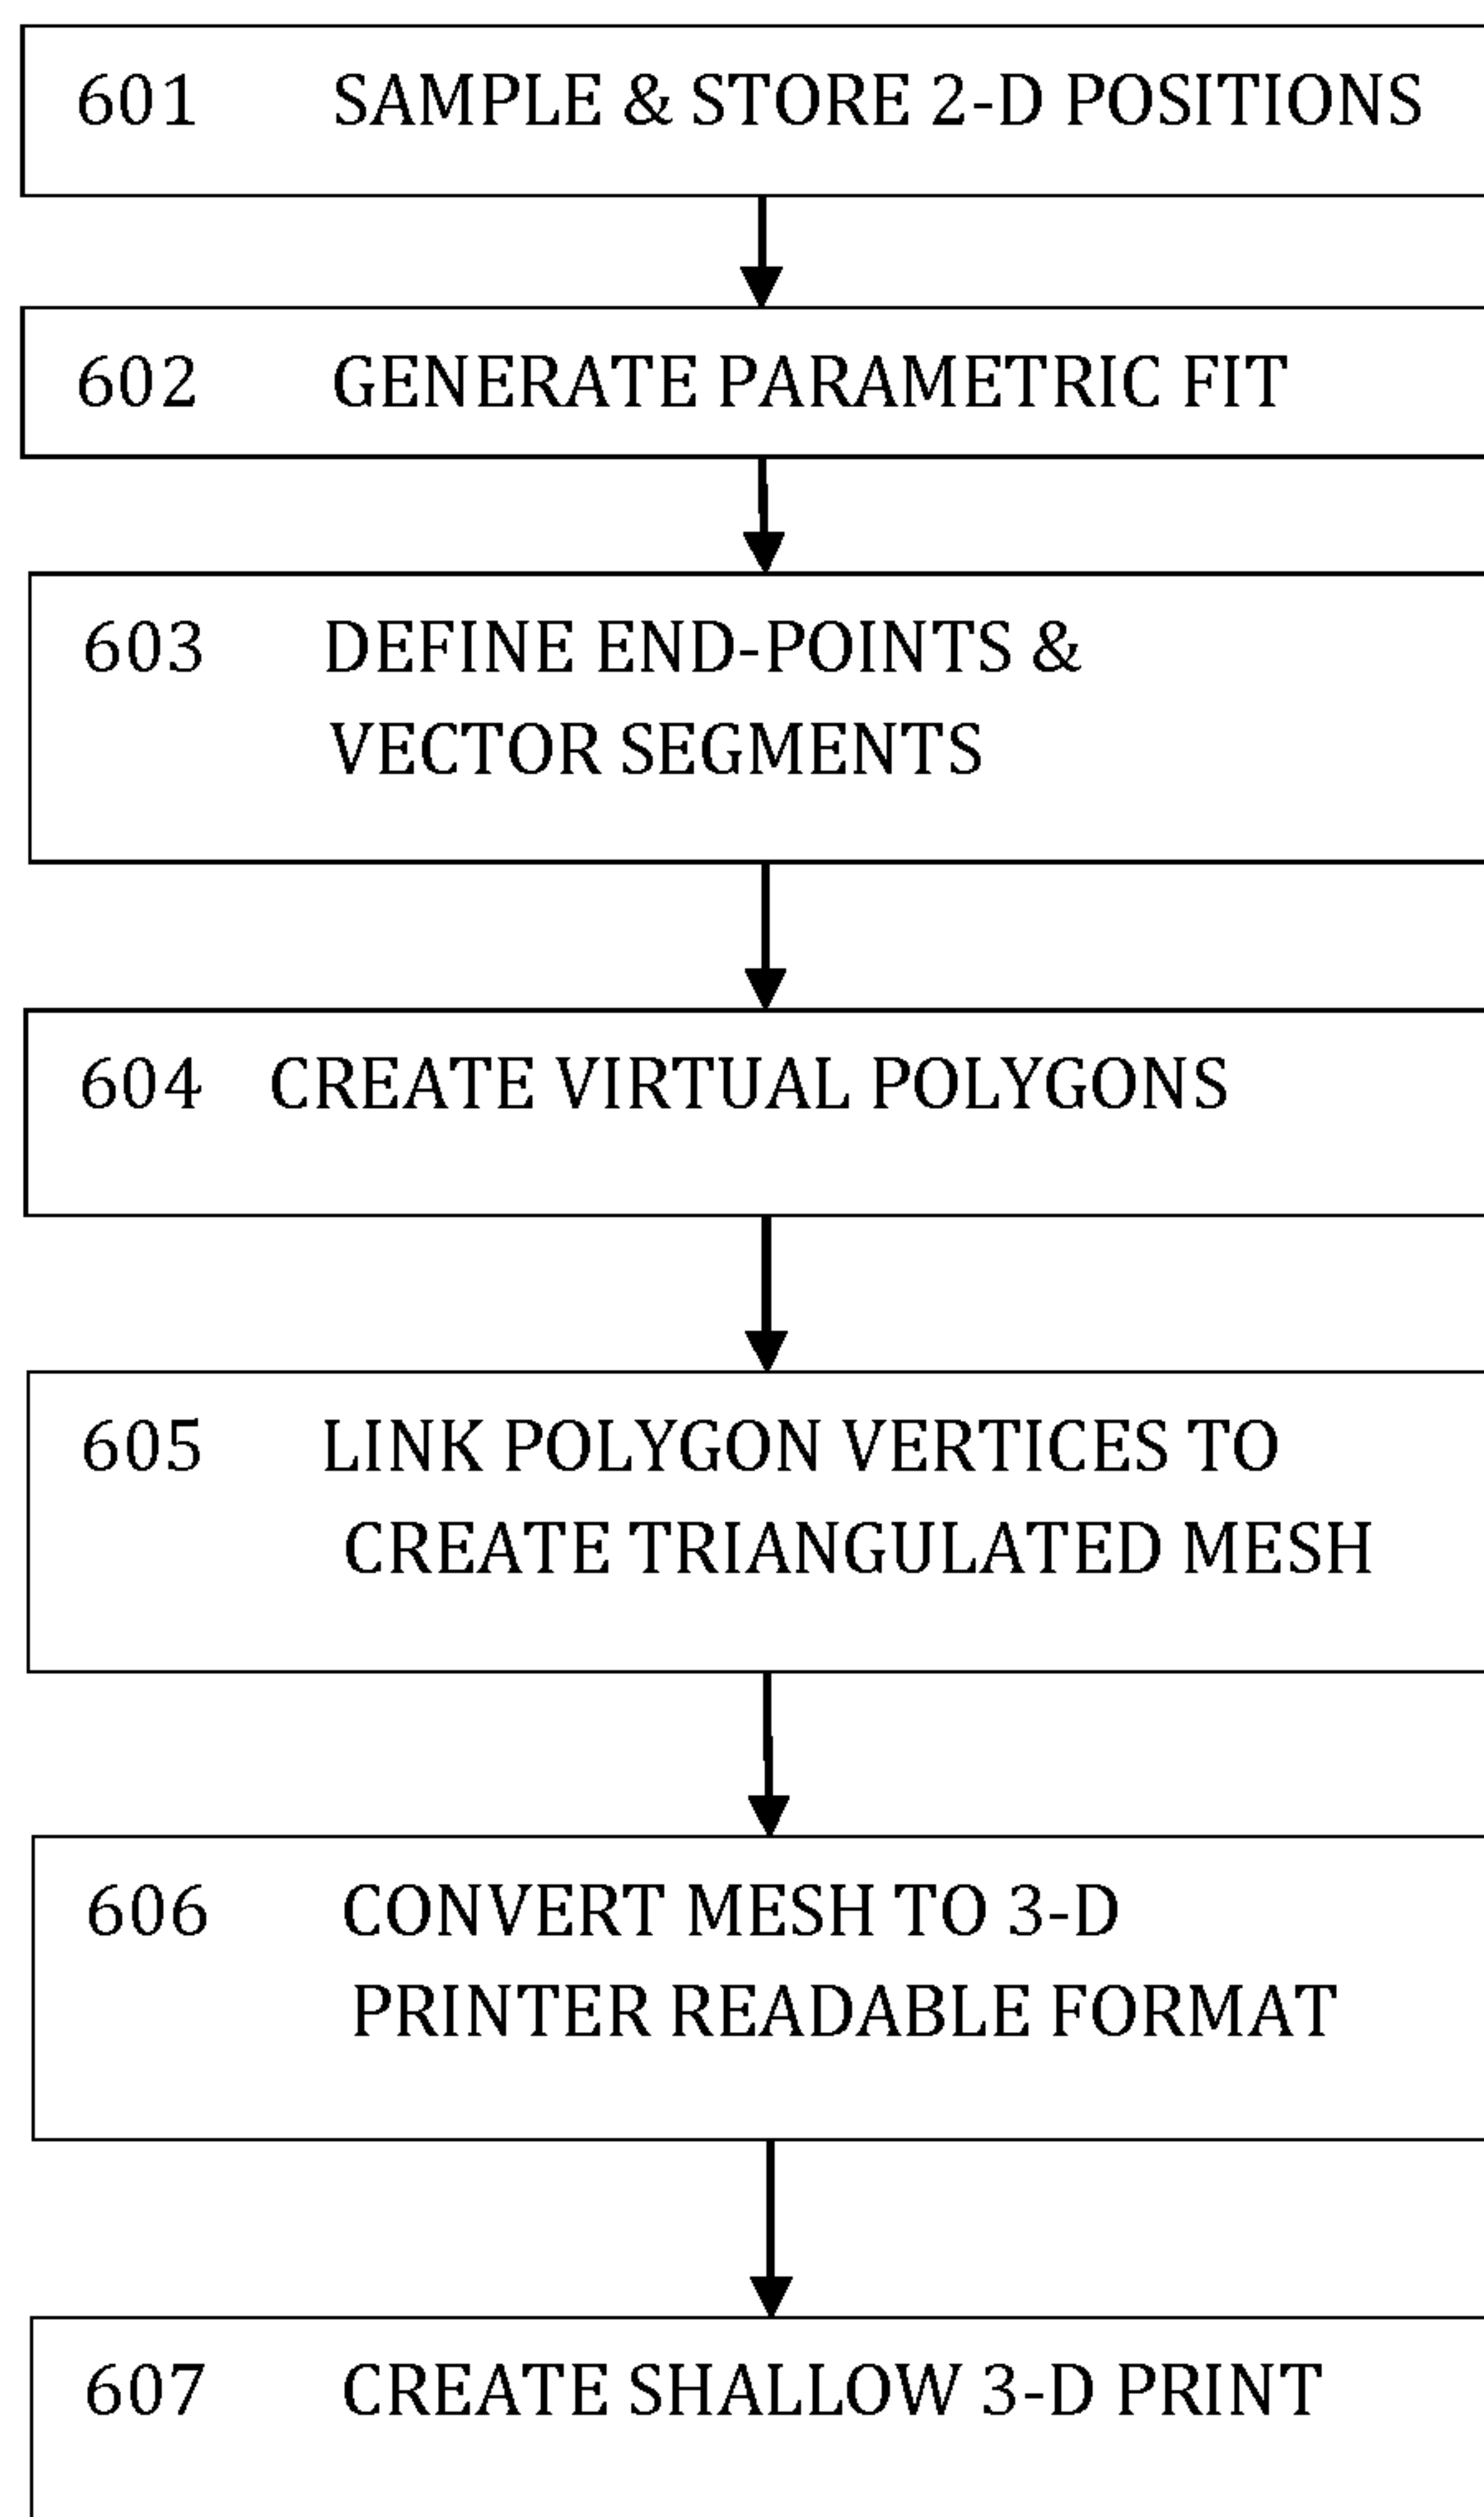 601 SAMPLE & STORE 2-D POSITIONS
602 GENERATE PARAMETRIC FIT
603 DEFINE END-POINTS &
VECTOR SEGMENTS
604 CREATE VIRTUAL POLYGONS
605 LINK POLYGON VERTICES TO
CREATE TRIANGULATED MESH
606 CONVERT MESH TO 3-D
PRINTER READABLE FORMAT
607 CREATE SHALLOW 3-D PRINT